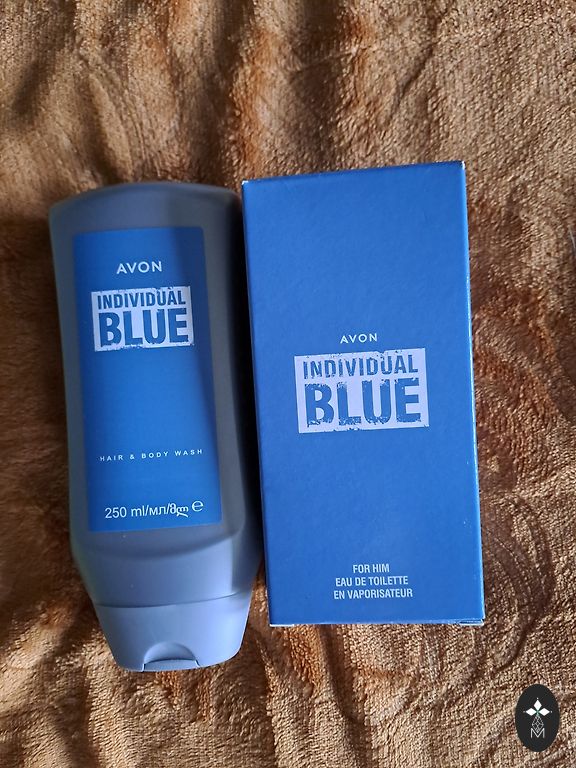 AVON
INDIVIDUAL
BLUE
HAIR & BODY WASH
250 ml/мл/მლ ℮
AVON
INDIVIDUAL
BLUE
FOR HIM
EAU DE TOILETTE
EN VAPORISATEUR
M